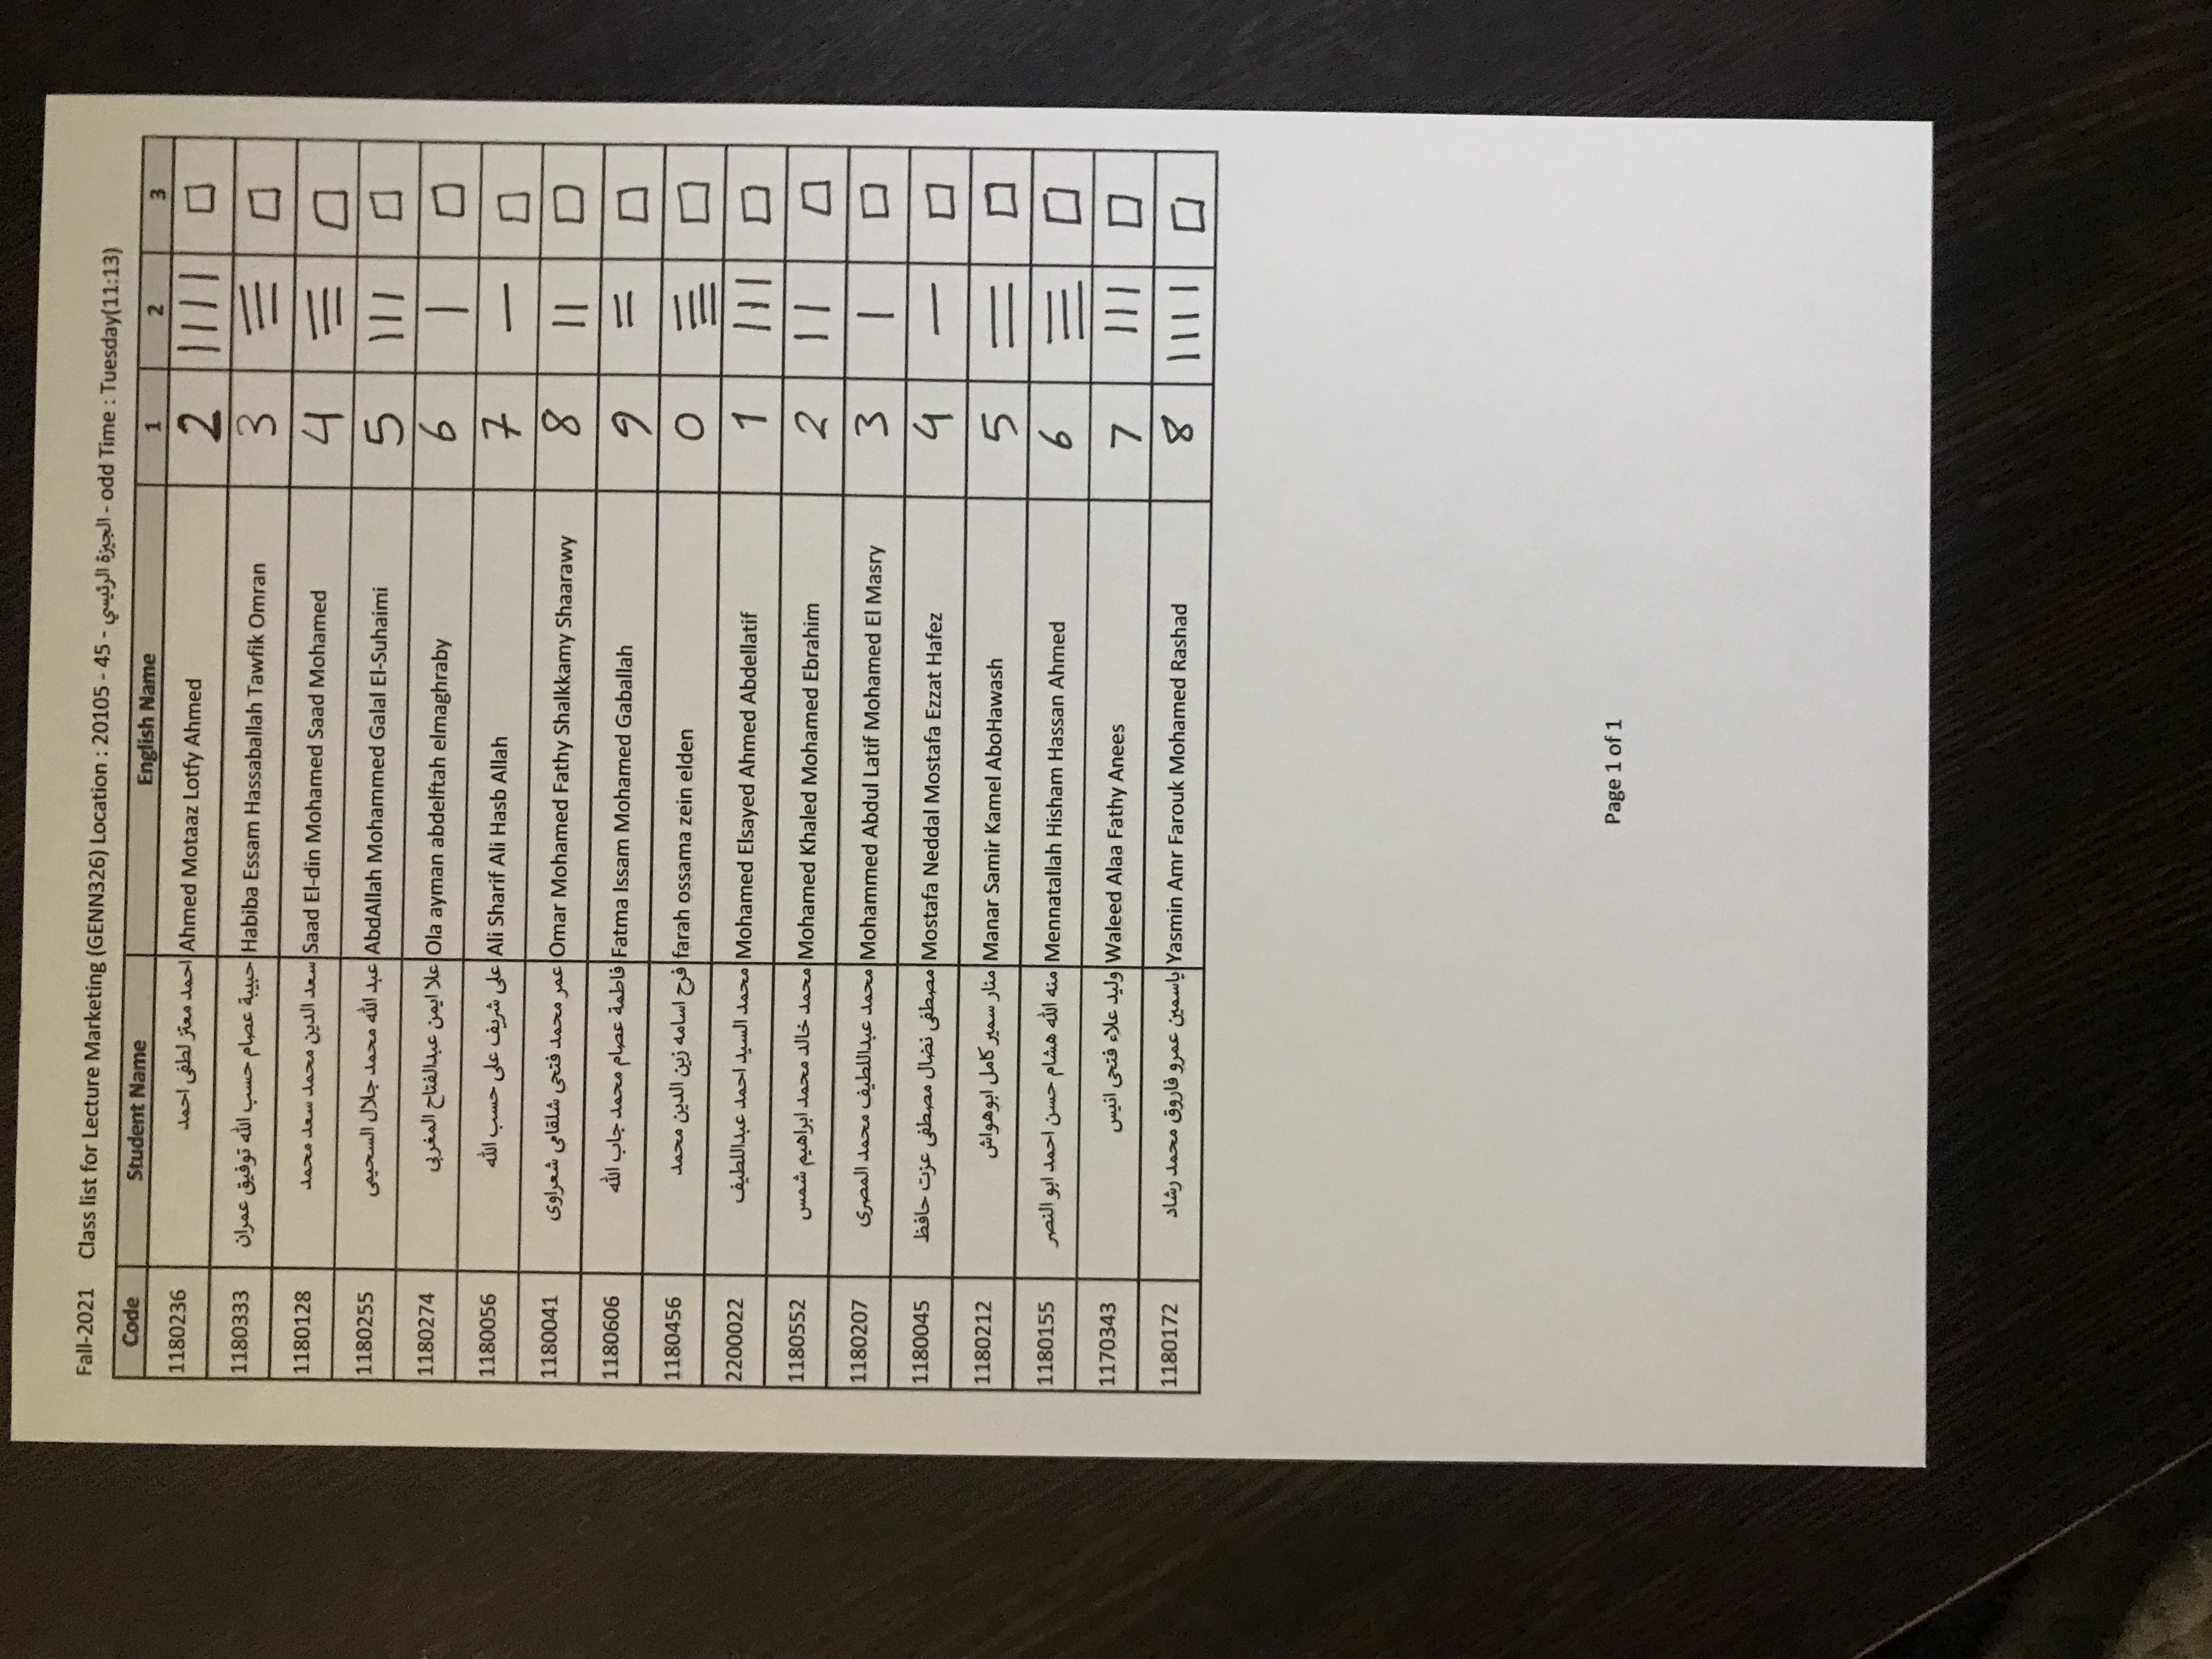 Fall-2021 Class list for Lecture Marketing (GENN326) Location : 20105 - 45 - الجيزة الرئيسي - odd Time : Tuesday(11:13)
Code Student Name English Name 1 2 3
1180236 احمد معتز لطفى احمد Ahmed Motaaz Lotfy Ahmed 2 | | | | □
1180333 حبيبة عصام حسب الله توفيق عمران Habiba Essam Hassaballah Tawfik Omran 3 ☰ □
1180128 سعد الدين محمد سعد محمد Saad El-din Mohamed Saad Mohamed 4 ☰ □
1180255 عبد الله محمد جلال السحيمى AbdAllah Mohammed Galal El-Suhaimi 5 | | | □
1180274 علا ايمن عبدالفتاح المغربى Ola ayman abdelftah elmaghraby 6 | □
1180056 على شريف على حسب الله Ali Sharif Ali Hasb Allah 7 — □
1180041 عمر محمد فتحي شلقامي شعراوى Omar Mohamed Fathy Shalkkamy Shaarawy 8 | | □
1180606 فاطمة عصام محمد جاب الله Fatma Issam Mohamed Gaballah 9 = □
1180456 فرح اسامه زين الدين محمد farah ossama zein elden 0 □
2200022 محمد السيد احمد عبداللطيف Mohamed Elsayed Ahmed Abdellatif 1 | | | □
1180552 محمد خالد محمد ابراهيم شمس Mohamed Khaled Mohamed Ebrahim 2 | | □
1180207 محمد عبداللطيف محمد المصرى Mohammed Abdul Latif Mohamed El Masry 3 | □
1180045 مصطفى نضال مصطفى عزت حافظ Mostafa Neddal Mostafa Ezzat Hafez 4 — □
1180212 منار سمير كامل ابوهواش Manar Samir Kamel AboHawash 5 = □
1180155 منه الله هشام حسن احمد ابو النصر Mennatallah Hisham Hassan Ahmed 6 ☰ □
1170343 وليد علاء فتحى انيس Waleed Alaa Fathy Anees 7 | | | □
1180172 ياسمين عمرو فاروق محمد رشاد Yasmin Amr Farouk Mohamed Rashad 8 | | | | □
Page 1 of 1